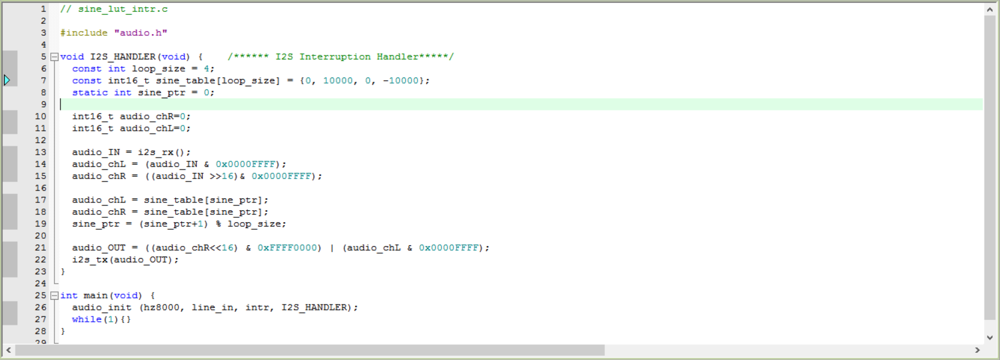 1 // sine_lut_intr.c
2
3 #include "audio.h"
4
5 void I2S_HANDLER(void) {    /****** I2S Interruption Handler*****/
6   const int loop_size = 4;
7   const int16_t sine_table[loop_size] = {0, 10000, 0, -10000};
8   static int sine_ptr = 0;
9
10   int16_t audio_chR=0;
11   int16_t audio_chL=0;
12
13   audio_IN = i2s_rx();
14   audio_chL = (audio_IN & 0x0000FFFF);
15   audio_chR = ((audio_IN >>16)& 0x0000FFFF);
16
17   audio_chL = sine_table[sine_ptr];
18   audio_chR = sine_table[sine_ptr];
19   sine_ptr = (sine_ptr+1) % loop_size;
20
21   audio_OUT = ((audio_chR<<16) & 0xFFFF0000) | (audio_chL & 0x0000FFFF);
22   i2s_tx(audio_OUT);
23 }
24
25 int main(void) {
26   audio_init (hz8000, line_in, intr, I2S_HANDLER);
27   while(1){}
28 }
29